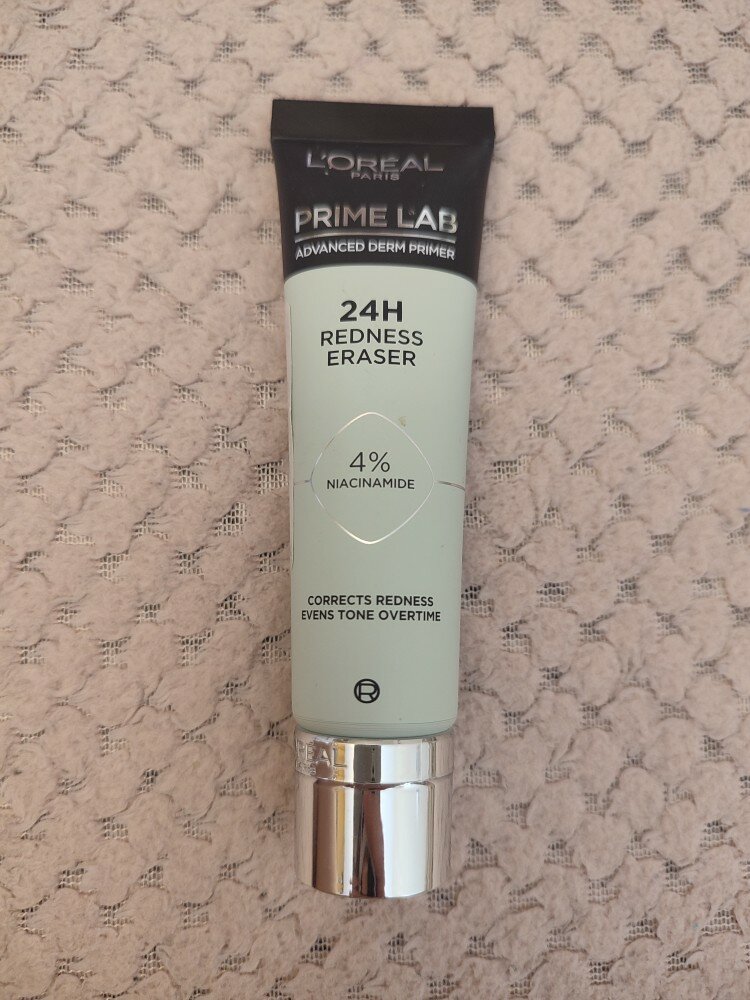 L'ORÉAL
PARIS
PRIME LAB
ADVANCED DERM PRIMER
24H
REDNESS
ERASER
4%
NIACINAMIDE
CORRECTS REDNESS
EVENS TONE OVERTIME
R